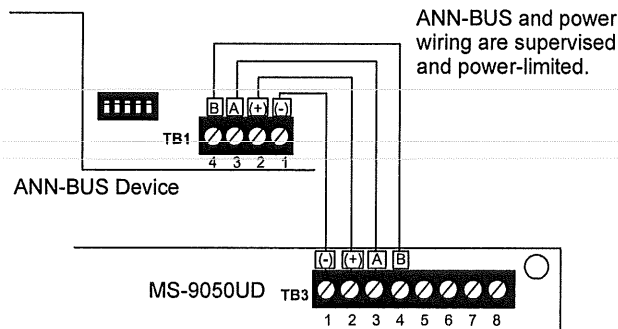 ANN-BUS and power
wiring are supervised
and power-limited.
B A (+) (-)
TB1
4 3 2 1
ANN-BUS Device
(-) (+) A B
MS-9050UD TB3
1 2 3 4 5 6 7 8